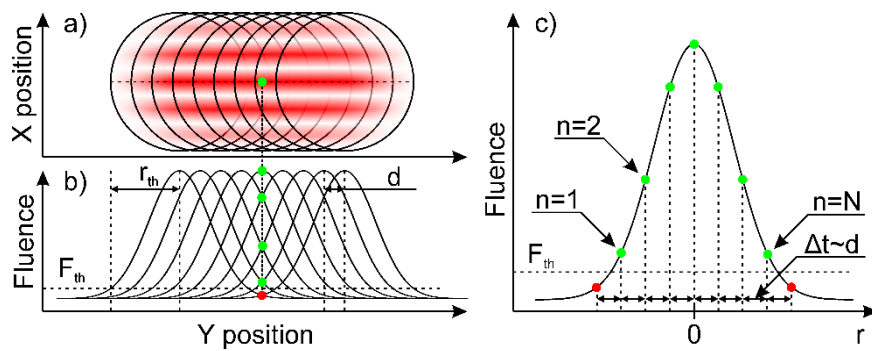 a)
X position
b)
r_th
d
Fluence
F_th
Y position
c)
n=2
n=1
n=N
Δt~d
Fluence
F_th
0
r